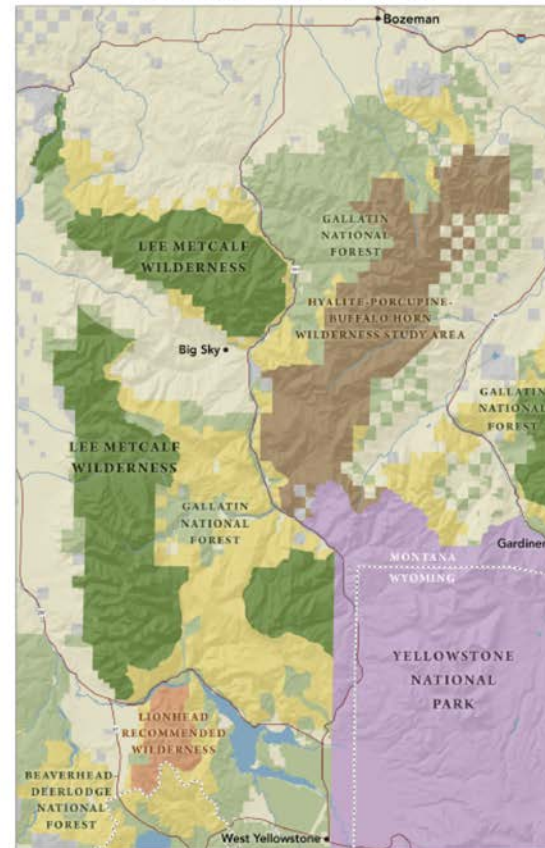 Bozeman
GALLATIN
NATIONAL
FOREST
LEE METCALF
WILDERNESS
HYALITE-PORCUPINE-
BUFFALO HORN
WILDERNESS STUDY AREA
Big Sky
GALLATIN
NATIONAL
FOREST
LEE METCALF
WILDERNESS
GALLATIN
NATIONAL
FOREST
Gardiner
MONTANA
WYOMING
YELLOWSTONE
NATIONAL
PARK
LIONHEAD
RECOMMENDED
WILDERNESS
BEAVERHEAD-
DEERLODGE
NATIONAL
FOREST
West Yellowstone